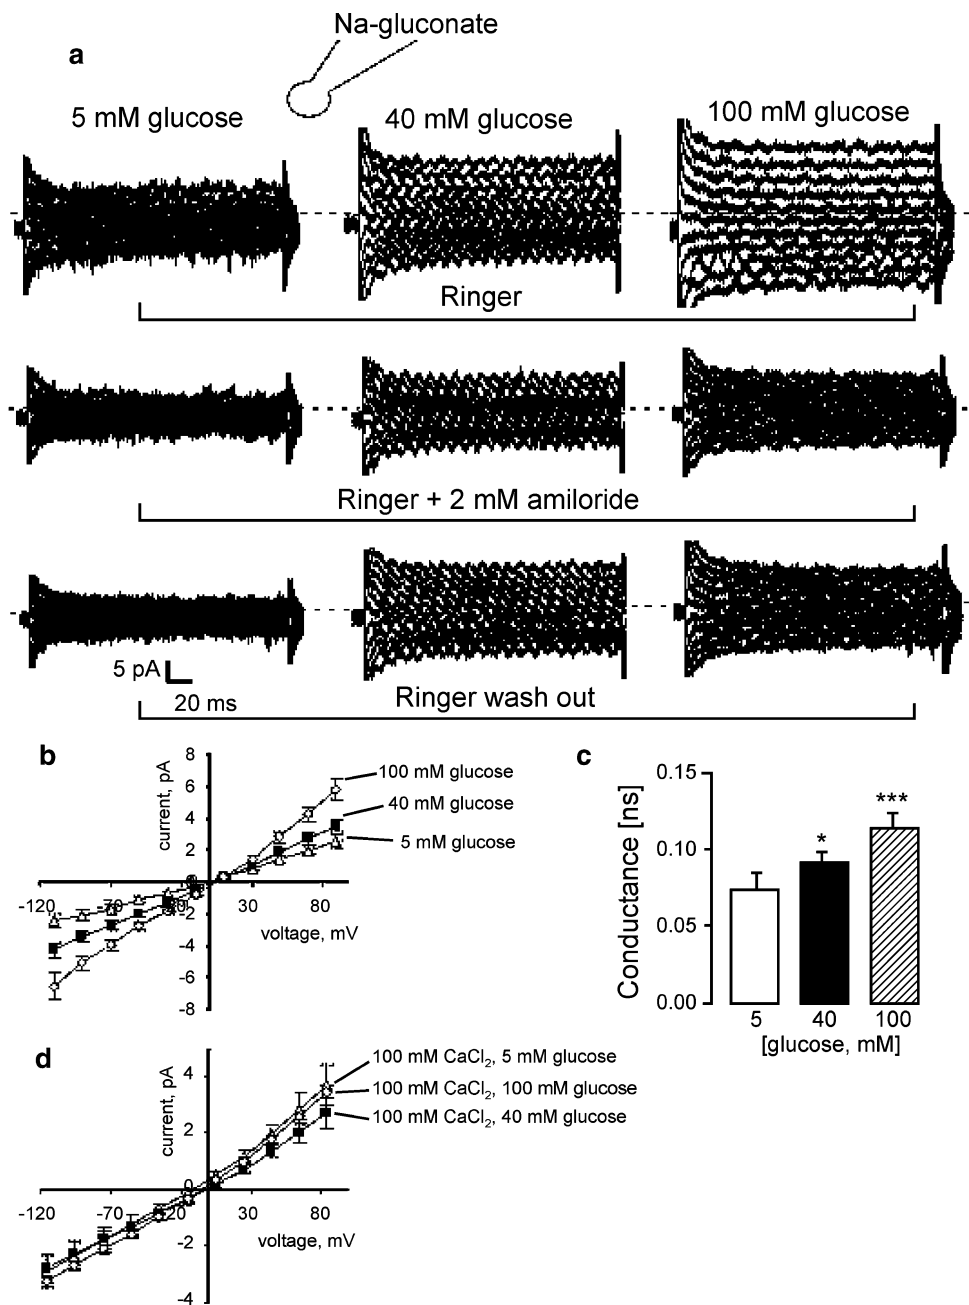 Na-gluconate
a
5 mM glucose
40 mM glucose
100 mM glucose
Ringer
Ringer + 2 mM amiloride
5 pA
20 ms
Ringer wash out
b
current, pA
8
6
4
2
0
-2
-4
-6
-8
-120
-70
-20
30
80
voltage, mV
100 mM glucose
40 mM glucose
5 mM glucose
c
Conductance [ns]
0.15
0.10
0.05
0.00
*
***
5
40
100
[glucose, mM]
d
current, pA
4
2
0
-2
-4
-120
-70
-20
30
80
voltage, mV
100 mM CaCl₂, 5 mM glucose
100 mM CaCl₂, 100 mM glucose
100 mM CaCl₂, 40 mM glucose